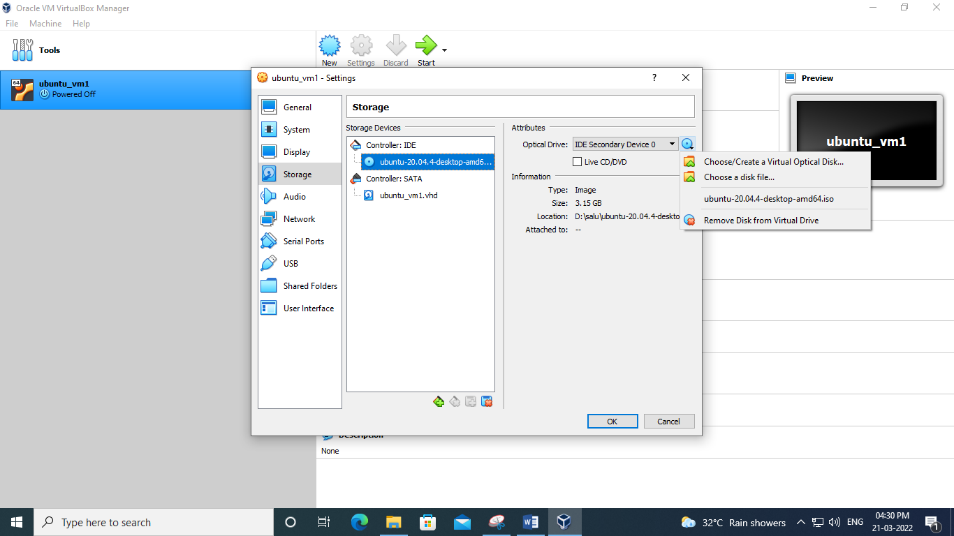 Oracle VM VirtualBox Manager
File Machine Help
Tools
New Settings Discard Start
64
ubuntu_vm1
Powered Off
Preview
ubuntu_vm1
ubuntu_vm1 - Settings
? 
General
System
Display
Storage
Audio
Network
Serial Ports
USB
Shared Folders
User Interface
Storage
Storage Devices
Controller: IDE
ubuntu-20.04.4-desktop-amd6...
Controller: SATA
ubuntu_vm1.vhd
Attributes
Optical Drive: IDE Secondary Device 0
Live CD/DVD
Information
Type: Image
Size: 3.15 GB
Location: D:\salu\ubuntu-20.04.4-deskto
Attached to: --
Choose/Create a Virtual Optical Disk...
Choose a disk file...
ubuntu-20.04.4-desktop-amd64.iso
Remove Disk from Virtual Drive
OK Cancel
Description
None
Type here to search
32°C Rain showers
ENG
04:30 PM
21-03-2022
1